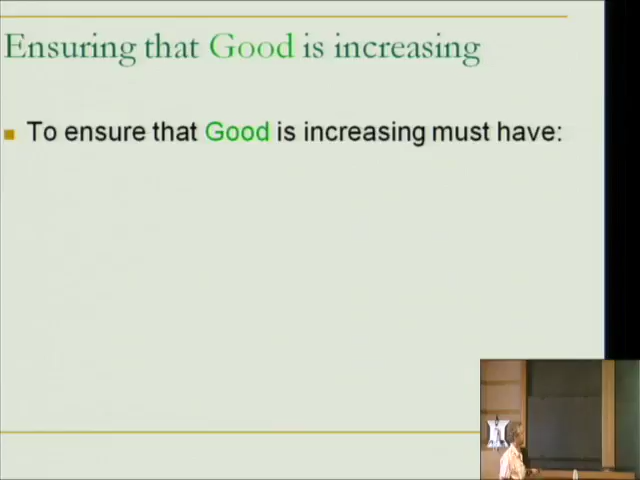 Ensuring that Good is increasing
To ensure that Good is increasing must have: